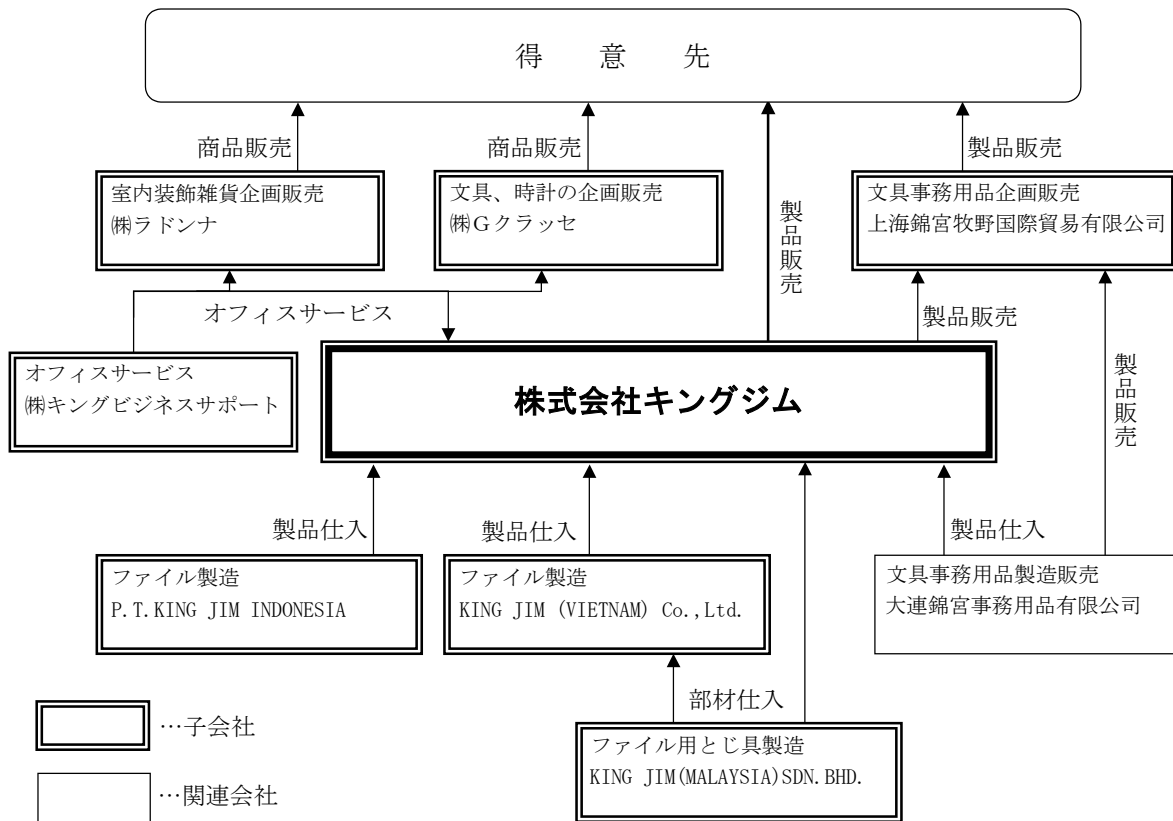 得意先
商品販売
商品販売
製品販売
製品販売
室内装飾雑貨企画販売
㈱ラドンナ
文具、時計の企画販売
㈱Gクラッセ
文具事務用品企画販売
上海錦宮牧野国際貿易有限公司
オフィスサービス
製品販売
製品販売
オフィスサービス
㈱キングビジネスサポート
株式会社キングジム
製品仕入
製品仕入
製品仕入
ファイル製造
P.T.KING JIM INDONESIA
ファイル製造
KING JIM (VIETNAM) Co.,Ltd.
文具事務用品製造販売
大連錦宮事務用品有限公司
部材仕入
…子会社
ファイル用とじ具製造
KING JIM(MALAYSIA)SDN.BHD.
…関連会社